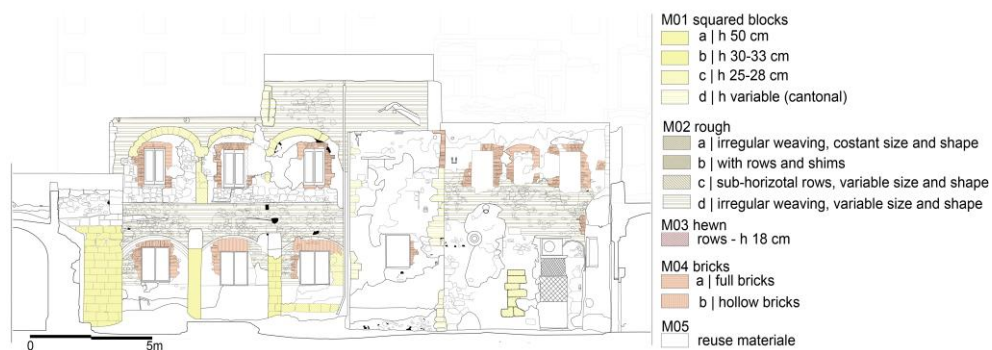 M01 squared blocks
a | h 50 cm
b | h 30-33 cm
c | h 25-28 cm
d | h variable (cantonal)
M02 rough
a | irregular weaving, costant size and shape
b | with rows and shims
c | sub-horizotal rows, variable size and shape
d | irregular weaving, variable size and shape
M03 hewn
rows - h 18 cm
M04 bricks
a | full bricks
b | hollow bricks
M05
reuse materiale
0 5m